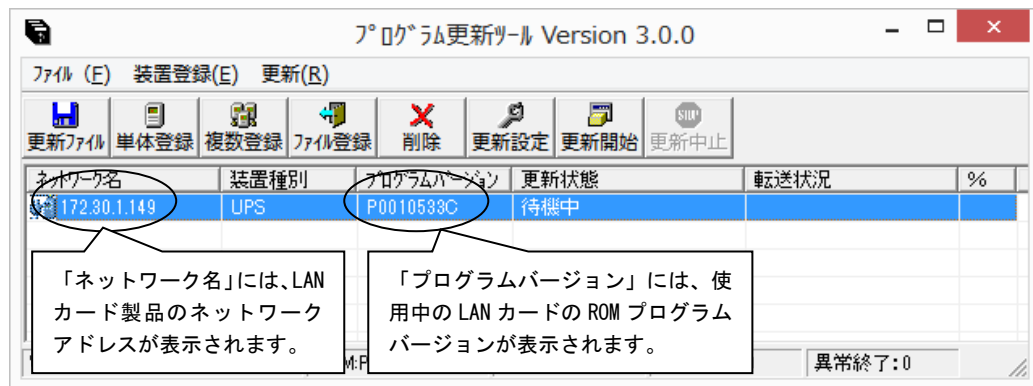 プログラム更新ツール Version 3.0.0
ファイル (F) 装置登録(E) 更新(R)
更新ファイル 単体登録 複数登録 ファイル登録 削除 更新設定 更新開始 更新中止
ネットワーク名 装置種別 プログラムバージョン 更新状態 転送状況 %
172.30.1.149 UPS P0010533C 待機中
「ネットワーク名」には、LAN
カード製品のネットワーク
アドレスが表示されます。
「プログラムバージョン」には、使
用中の LAN カードの ROM プログラム
バージョンが表示されます。
異常終了:0